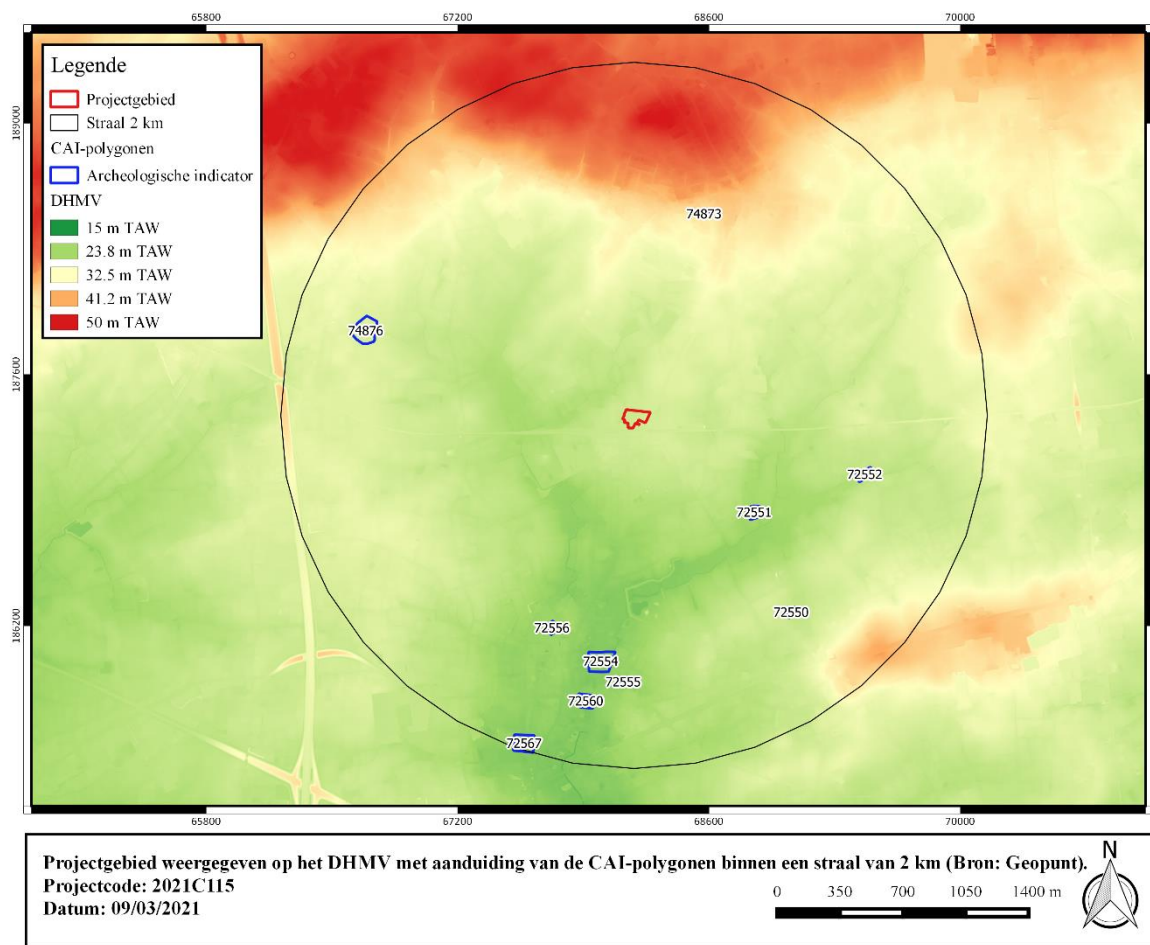 65800 67200 68600 70000
Legende
Projectgebied
Straal 2 km
CAI-polygonen
Archeologische indicator
DHMV
15 m TAW
23.8 m TAW
32.5 m TAW
41.2 m TAW
50 m TAW
189000
189000
74873
74876
187600
187600
72552
72551
72550
186200
186200
72556
72554
72555
72560
72567
65800 67200 68600 70000
Projectgebied weergegeven op het DHMV met aanduiding van de CAI-polygonen binnen een straal van 2 km (Bron: Geopunt).
Projectcode: 2021C115
Datum: 09/03/2021
0 350 700 1050 1400 m
N